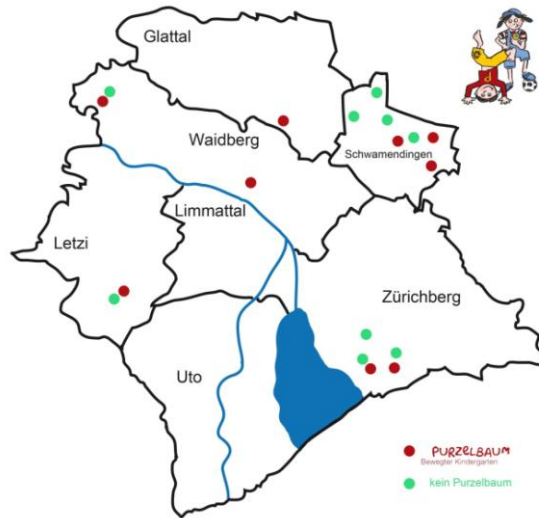 Glattal
Waidberg
Schwamendingen
Limmattal
Letzi
Zürichberg
Uto
PURZELBAUM
Bewegter Kindergarten
kein Purzelbaum